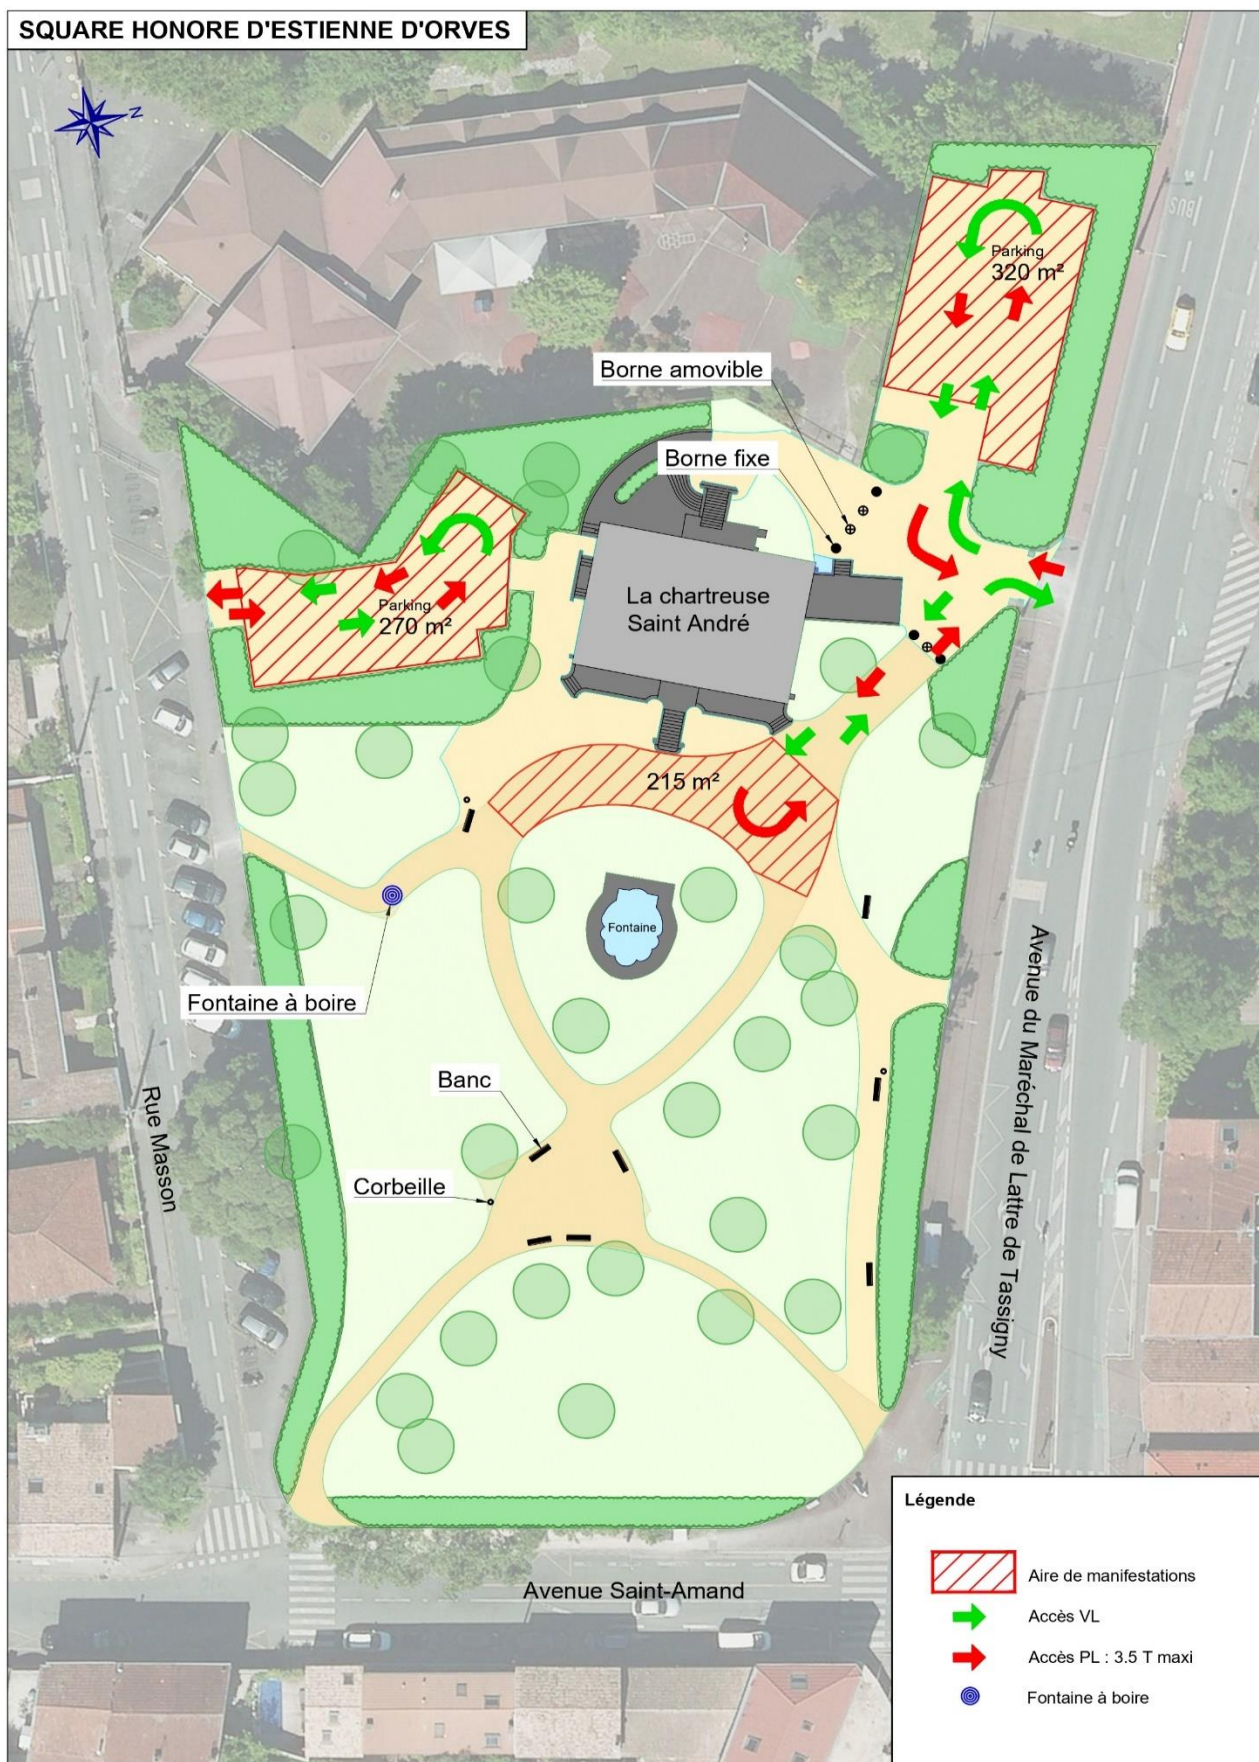 SQUARE HONORE D'ESTIENNE D'ORVES
N
BUS
Parking
320 m²
Borne amovible
Borne fixe
La chartreuse
Saint André
Parking
270 m²
215 m²
Fontaine
Fontaine à boire
Banc
Corbeille
Rue Masson
Avenue du Maréchal de Lattre de Tassigny
Avenue Saint-Amand
Légende
Aire de manifestations
Accès VL
Accès PL : 3.5 T maxi
Fontaine à boire